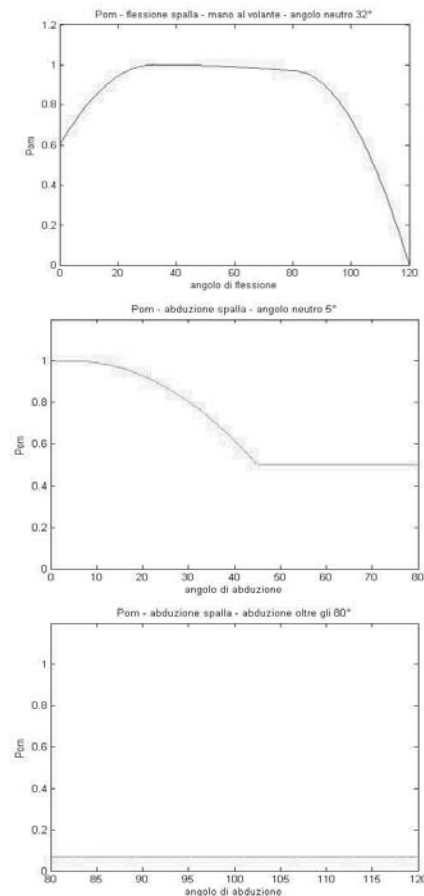 Pom - flessione spalla - mano al volante - angolo neutro 32°
1.2
1
0.8
0.6
0.4
0.2
0
Pom
0 20 40 60 80 100 120
angolo di flessione
Pom - abduzione spalla - angolo neutro 5°
1
0.8
0.6
0.4
0.2
0
Pom
0 10 20 30 40 50 60 70 80
angolo di abduzione
Pom - abduzione spalla - abduzione oltre gli 80°
1
0.8
0.6
0.4
0.2
0
Pom
80 85 90 95 100 105 110 115 120
angolo di abduzione